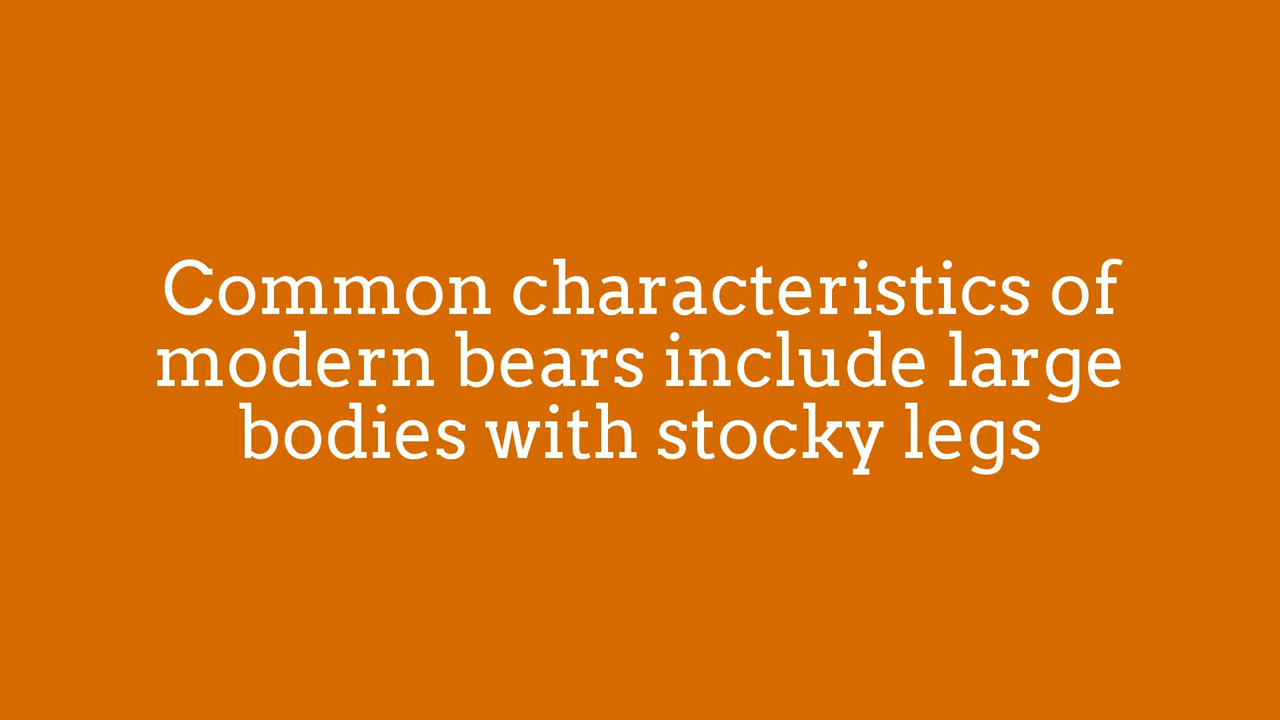 Common characteristics of
modern bears include large
bodies with stocky legs